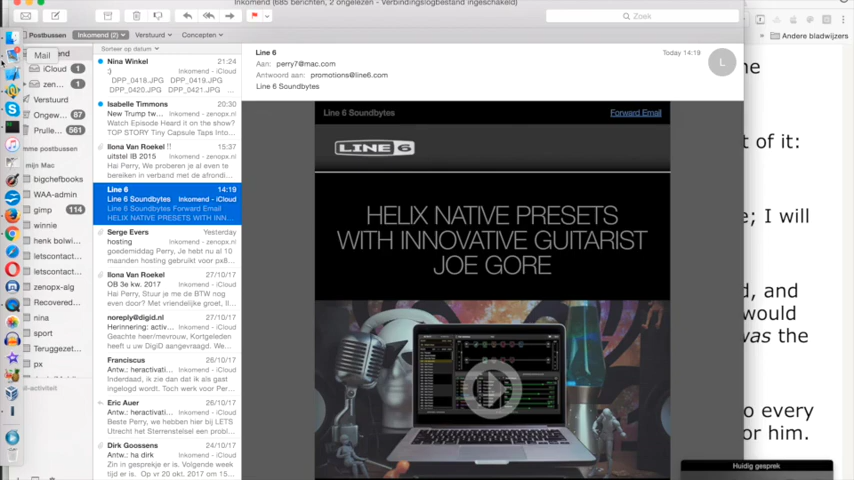 Inkomend (685 berichten, 2 ongelezen - Verbindingslogbestand ingeschakeld)
Zoek
Postbussen
Inkomend (2)
Verstuurd
Concepten
Andere bladwijzers
Mail
iCloud 1
zen... 1
Verstuurd
Ongew... 87
Prulle... 561
mijn Mac
bigchefbooks
WAA-admin
gimp 114
winnie
henk bolwi...
letscontact...
letscontact...
zenopx-alg
Recovered...
nina
sport
Teruggezet...
px
Sorteer op datum
Nina Winkel 21:24
:) Inkomend - iCloud
DPP_0418.JPG DPP_0419.JPG
DPP_0420.JPG DPP_0421.JPG
Isabelle Timmons 20:30
New Trump tw... Inkomend - zenopx.nl
Watch Episode Heard it on the show?
TOP STORY Tiny Capsule Taps Into...
Ilona Van Roekel !! 15:37
uitstel IB 2015 Inkomend - iCloud
Hai Perry, We proberen je al even te
bereiken in verband met de afrondi...
Line 6 14:19
Line 6 Soundbytes Inkomend - iCloud
Line 6 Soundbytes Forward Email
HELIX NATIVE PRESETS WITH INN...
Serge Evers Yesterday
hosting Inkomend - zenopx.nl
goedemiddag Perry, Je hebt nu al 10
maanden hosting gebruikt voor px8...
Ilona Van Roekel 27/10/17
OB 3e kw. 2017 Inkomend - iCloud
Hai Perry, Stuur je me de BTW nog
even door? Met vriendelijke groet, Il...
noreply@digid.nl 27/10/17
Herinnering: activ... Inkomend - iCloud
Geachte heer/mevrouw, Kortgeleden
heeft u uw DigiD aangevraagd. We...
Franciscus 26/10/17
Antw.: heractivati... Inkomend - iCloud
Inderdaad, ik zie dan dat ik als gast
ingelogd word!. Toch werk voor Per...
Eric Auer 26/10/17
Antw.: heractivati... Inkomend - iCloud
Beste Perry, we hebben hier bij LETS
Utrecht het Sterrenstelsel een probl...
Dirk Goossens 24/10/17
Antw.: ha dirk Inkomend - iCloud
Zin in gesprekje er is. Volgende week
tijd er is. Op vr 20 okt. 2017 om 15...
Line 6 Today 14:19
Aan: perry7@mac.com
Antwoord aan: promotions@line6.com
Line 6 Soundbytes
L
Line 6 Soundbytes Forward Email
LINE 6
HELIX NATIVE PRESETS
WITH INNOVATIVE GUITARIST
JOE GORE
t of it:
e; I will
d, and
would
was the
o every
or him.
Huidig gesprek